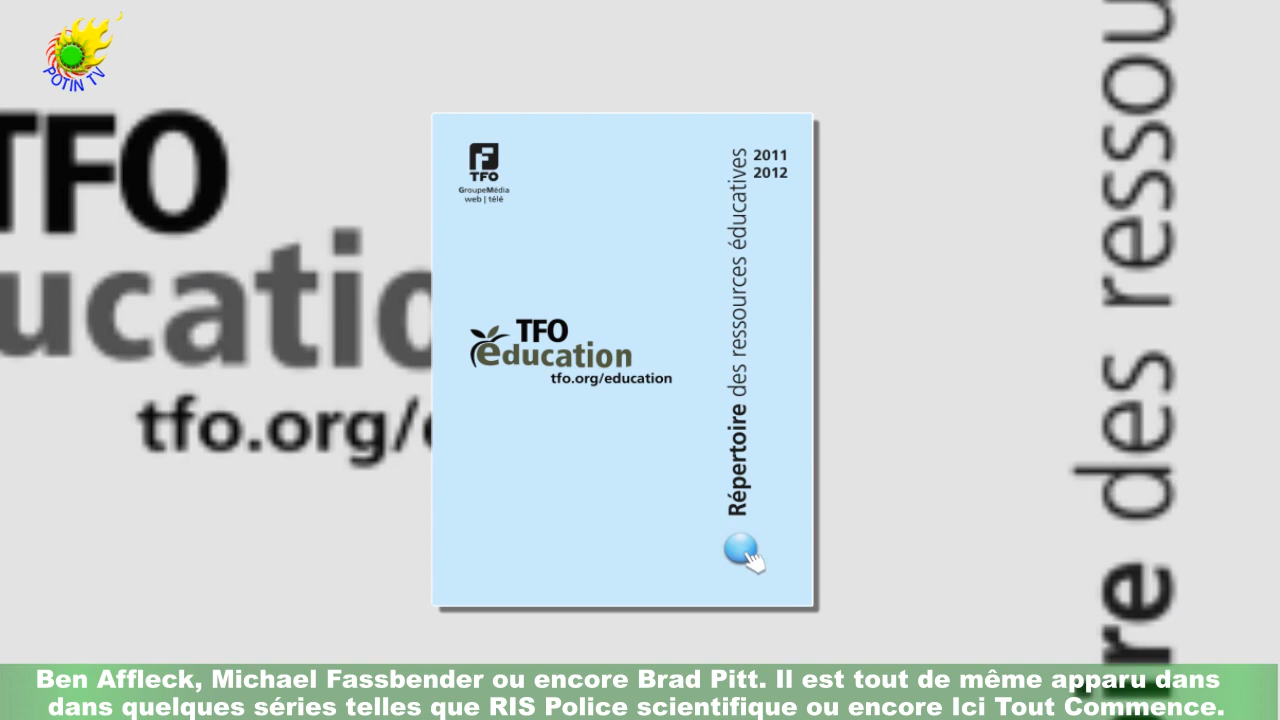 POTIN TV
TFO
ucatio
tfo.org/
TFO
GroupeMédia
web | télé
2011
2012
Répertoire des ressources éducatives
TFO
éducation
tfo.org/education
re des ressou
Ben Affleck, Michael Fassbender ou encore Brad Pitt. Il est tout de même apparu dans
dans quelques séries telles que RIS Police scientifique ou encore Ici Tout Commence.